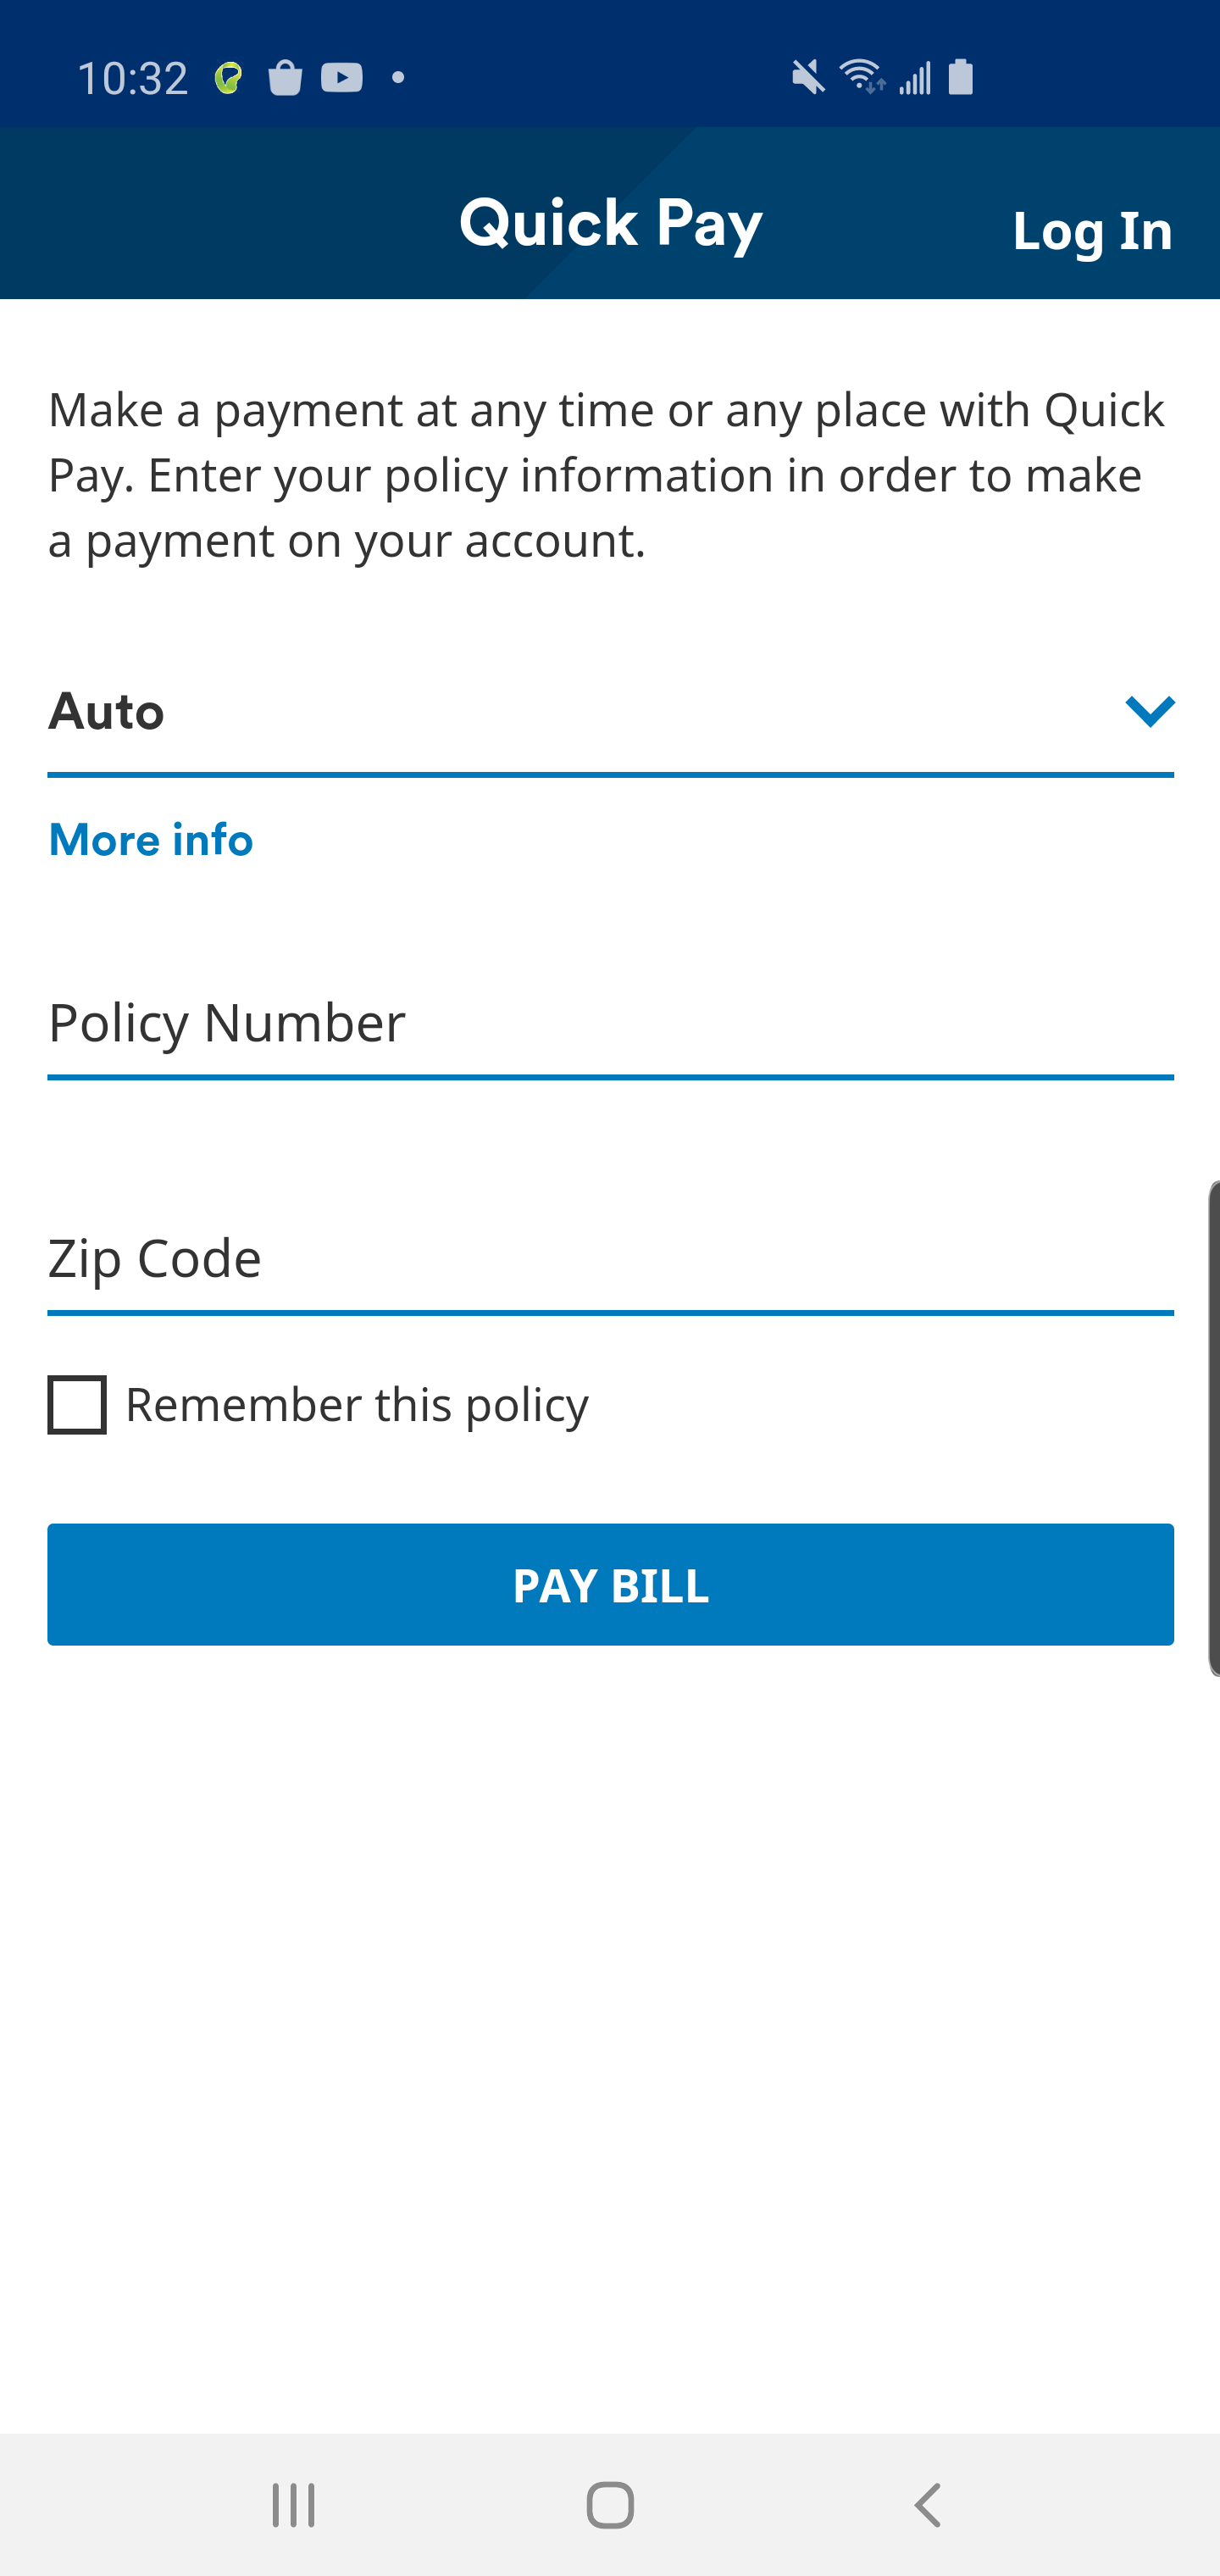 10:32
Quick Pay
Log In
Make a payment at any time or any place with Quick
Pay. Enter your policy information in order to make
a payment on your account.
Auto
More info
Policy Number
Zip Code
Remember this policy
PAY BILL